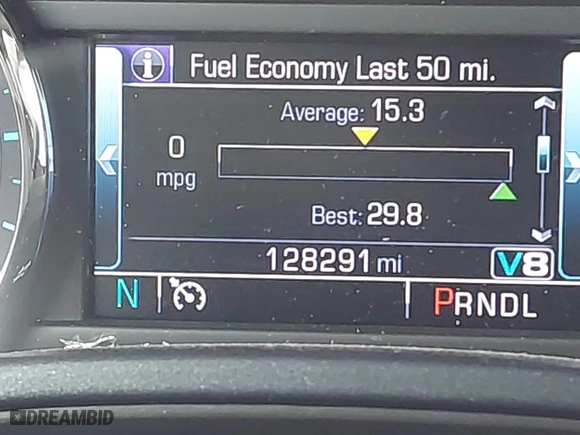 Fuel Economy Last 50 mi.
Average: 15.3
0
mpg
Best: 29.8
128291 mi
V8
N
PRNDL
DREAMBID